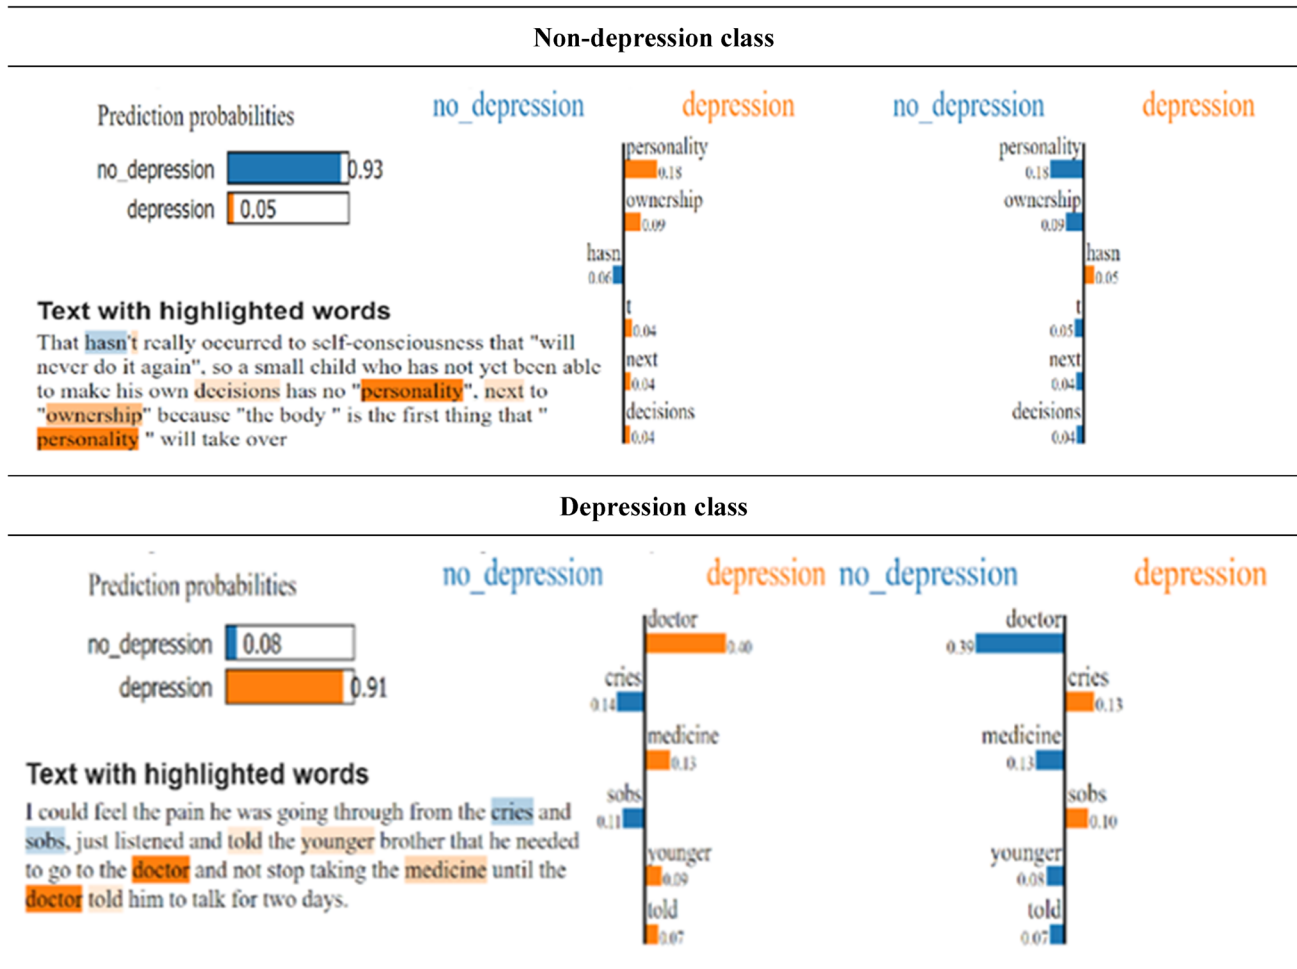 Non-depression class
Prediction probabilities
no_depression 0.93
depression 0.05
no_depression depression
personality
0.18
ownership
0.09
hasn
0.06
t
0.04
next
0.04
decisions
0.04
no_depression depression
personality
0.18
ownership
0.09
hasn
0.05
t
0.05
next
0.04
decisions
0.04
Text with highlighted words
That hasn't really occurred to self-consciousness that "will
never do it again", so a small child who has not yet been able
to make his own decisions has no "personality", next to
"ownership" because "the body " is the first thing that "
personality " will take over
Depression class
Prediction probabilities
no_depression 0.08
depression 0.91
no_depression depression
doctor
0.40
cries
0.14
medicine
0.13
sobs
0.11
younger
0.09
told
0.07
no_depression depression
doctor
0.39
cries
0.13
medicine
0.13
sobs
0.10
younger
0.08
told
0.07
Text with highlighted words
I could feel the pain he was going through from the cries and
sobs, just listened and told the younger brother that he needed
to go to the doctor and not stop taking the medicine until the
doctor told him to talk for two days.